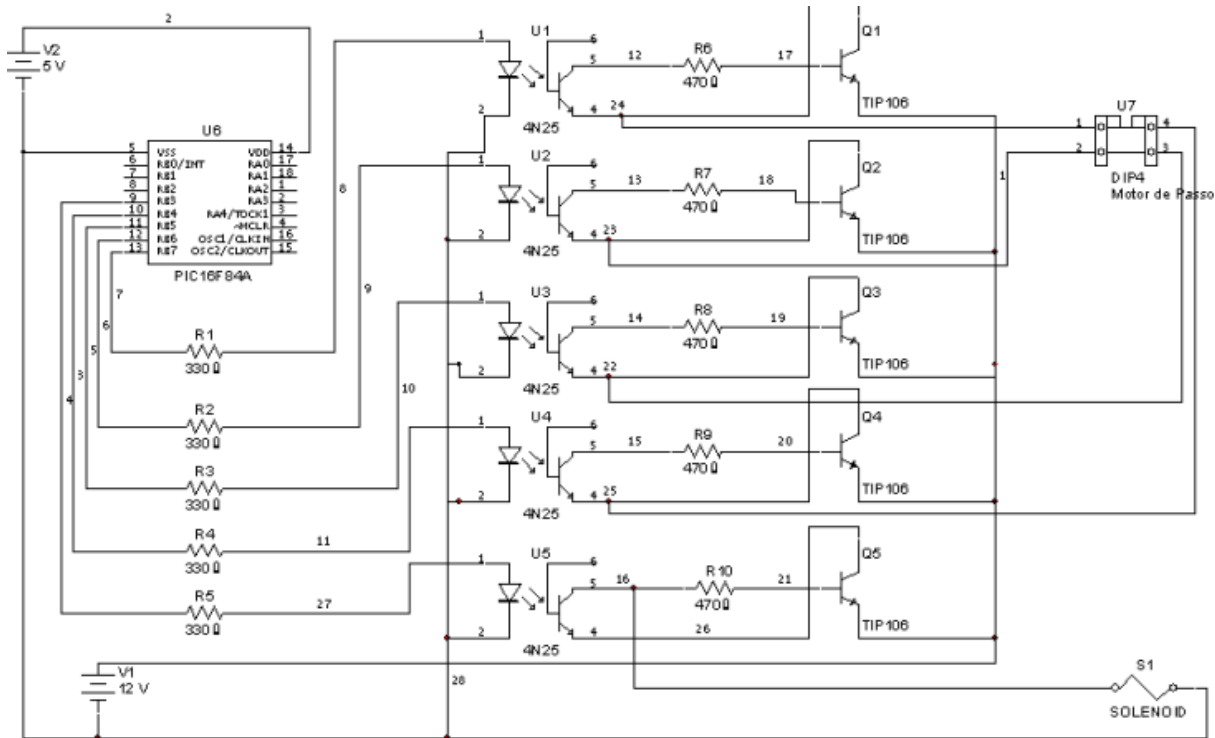 2
V2
5 V
U6
5 VSS VDD 14
6 RB0/INT RA0 17
7 RB1 RA1 18
8 RB2 RA2 1
9 RB3 RA3 2
10 RB4 RA4/TOCK1 3
11 RB5 ~MCLR 4
12 RB6 OSC1/CLKIN 16
13 RB7 OSC2/CLKOUT 15
PIC16F84A
7
6
5
3
4
8
9
10
R1
330 Ω
R2
330 Ω
R3
330 Ω
R4
330 Ω
11
R5
330 Ω
27
V1
12 V
28
1 U1 6
5 12 R6 17 Q1
470 Ω
2 4 24 TIP106
4N25
1 U2 6
5 13 R7 18 Q2
470 Ω
2 4 23 TIP106
4N25
1 U3 6
5 14 R8 19 Q3
470 Ω
2 4 22 TIP106
4N25
1 U4 6
5 15 R9 20 Q4
470 Ω
2 4 25 TIP106
4N25
1 U5 6
5 16 R10 21 Q5
470 Ω
2 4 26 TIP106
4N25
1
U7
1 4
2 3
DIP4
Motor de Passo
S1
SOLENOID